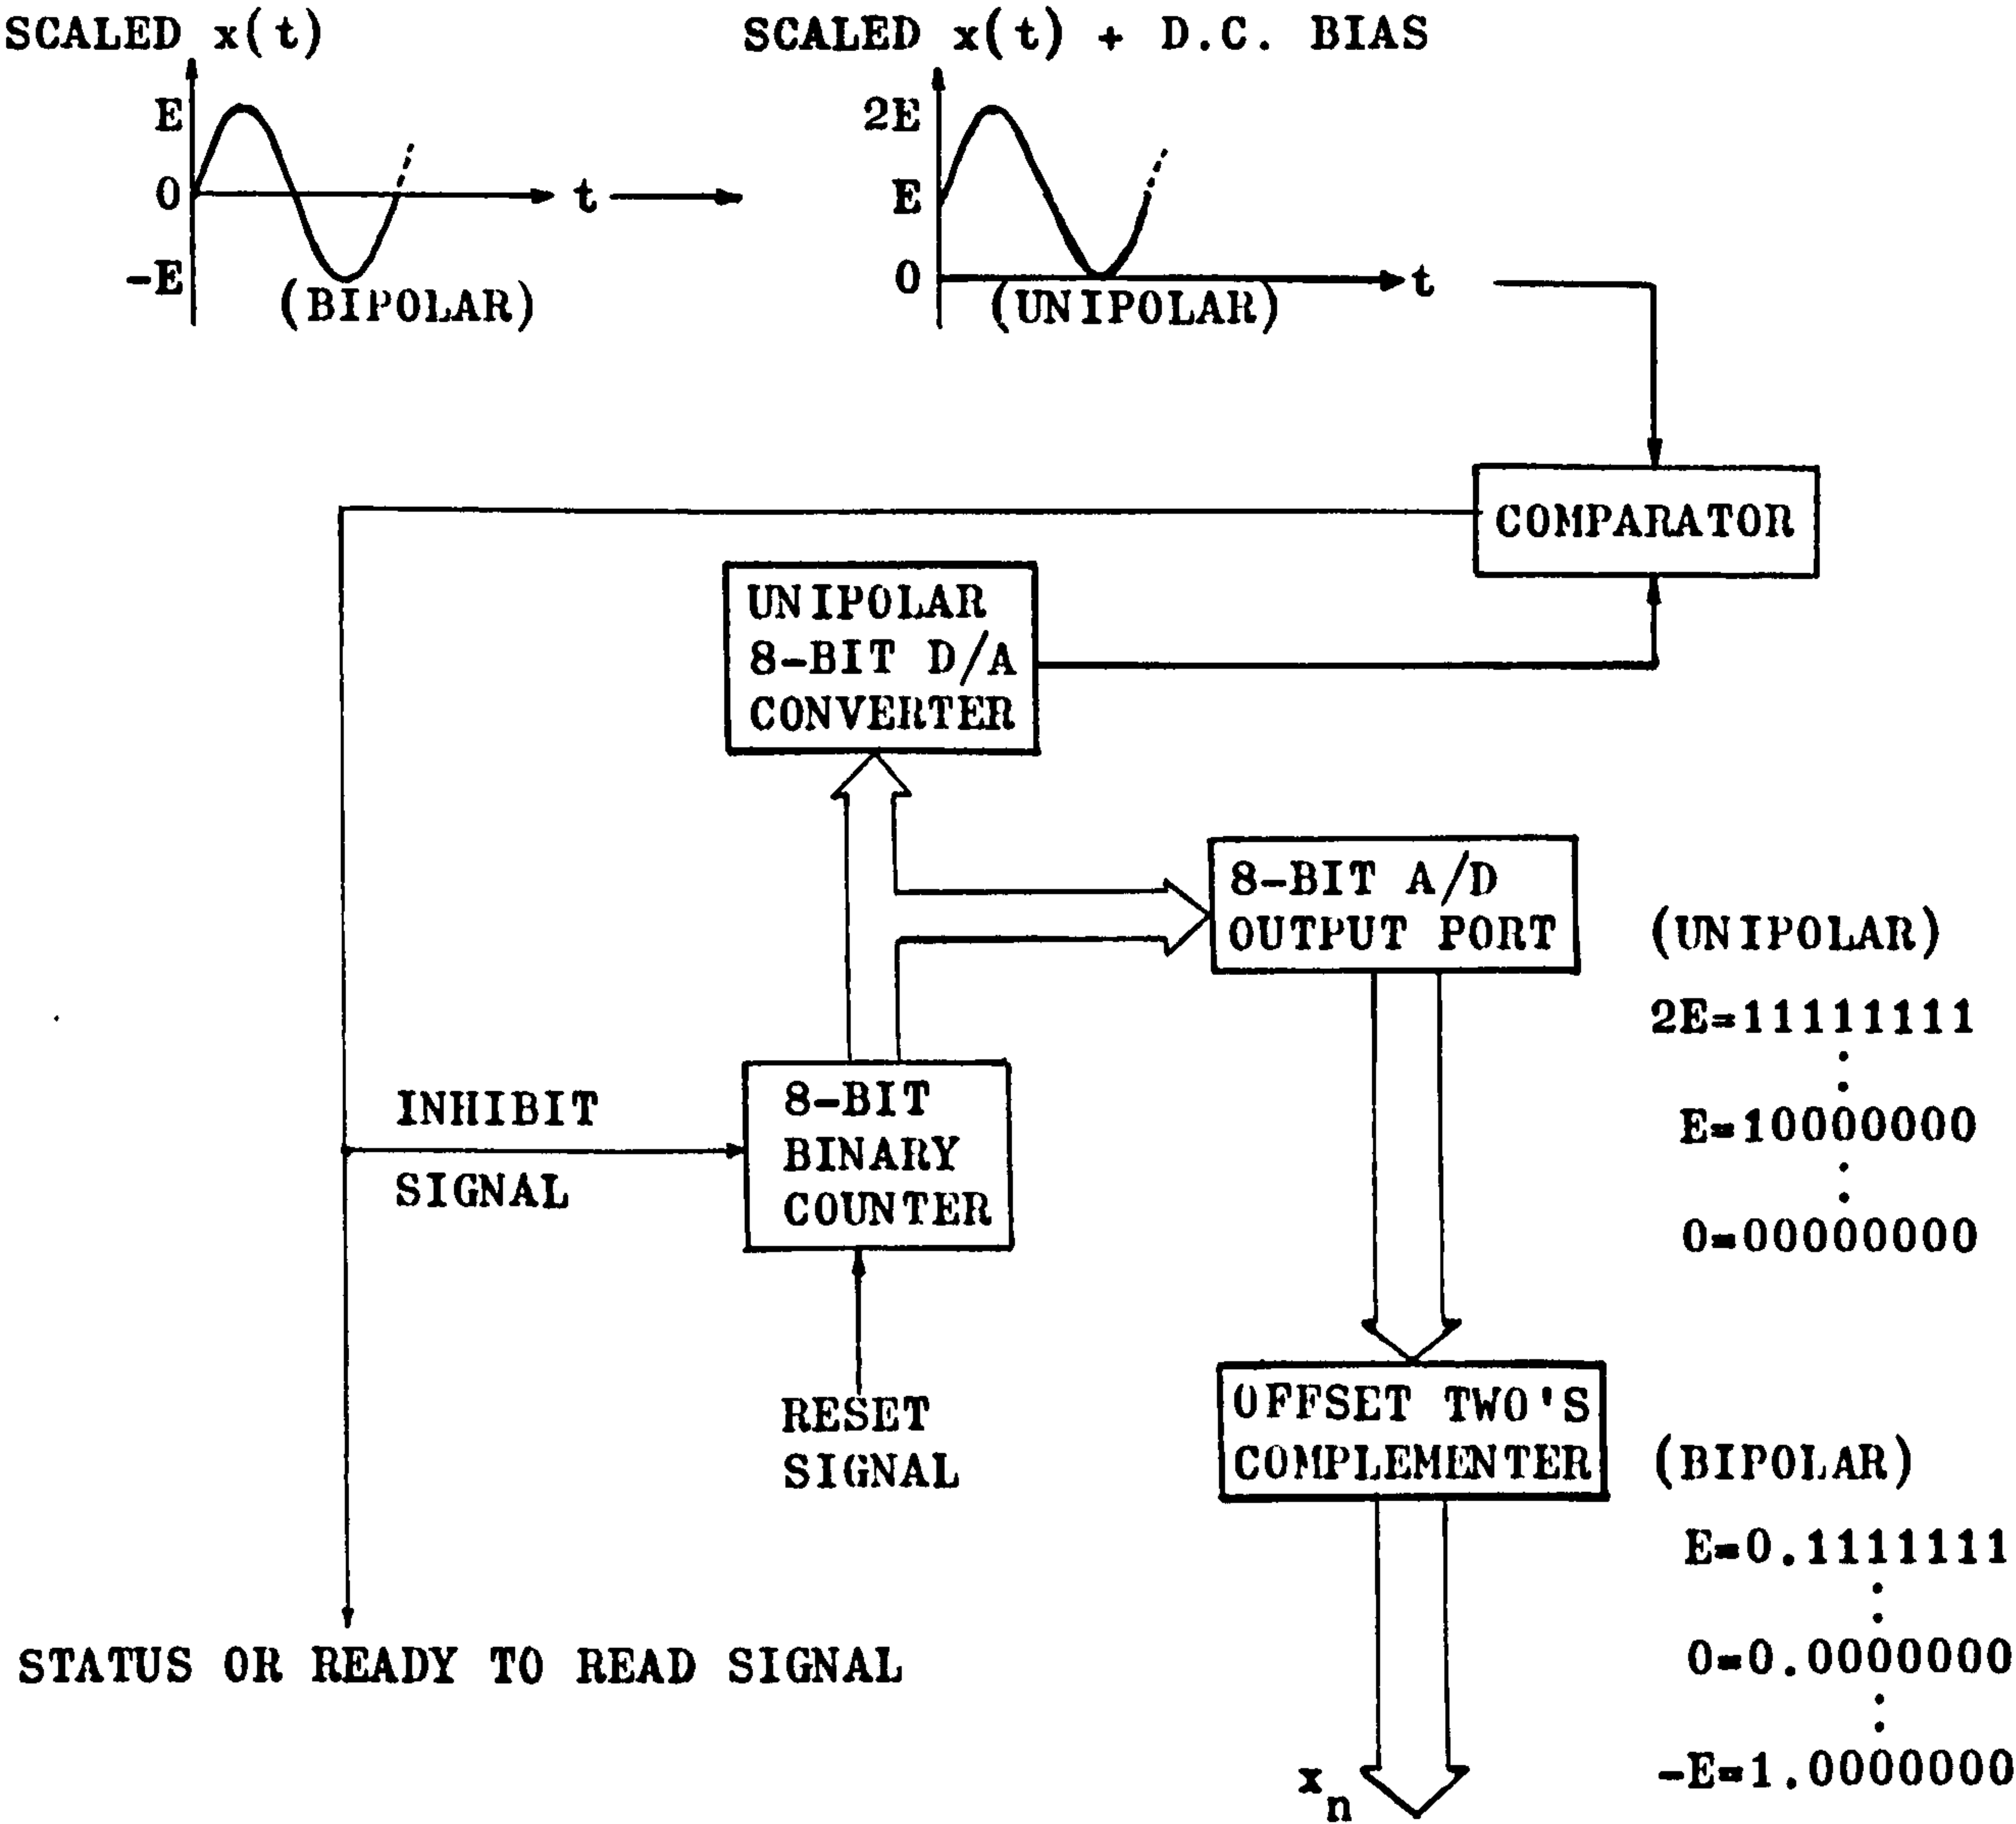 SCALED x(t)
E
0
-E
t
(BIPOLAR)
SCALED x(t) + D.C. BIAS
2E
E
0
t
(UNIPOLAR)
COMPARATOR
UNIPOLAR
8-BIT D/A
CONVERTER
8-BIT A/D
OUTPUT PORT
(UNIPOLAR)
2E=11111111
E=10000000
0=00000000
INHIBIT
SIGNAL
8-BIT
BINARY
COUNTER
RESET
SIGNAL
OFFSET TWO'S
COMPLEMENTER
(BIPOLAR)
E=0.1111111
0=0.0000000
-E=1.0000000
STATUS OR READY TO READ SIGNAL
xn